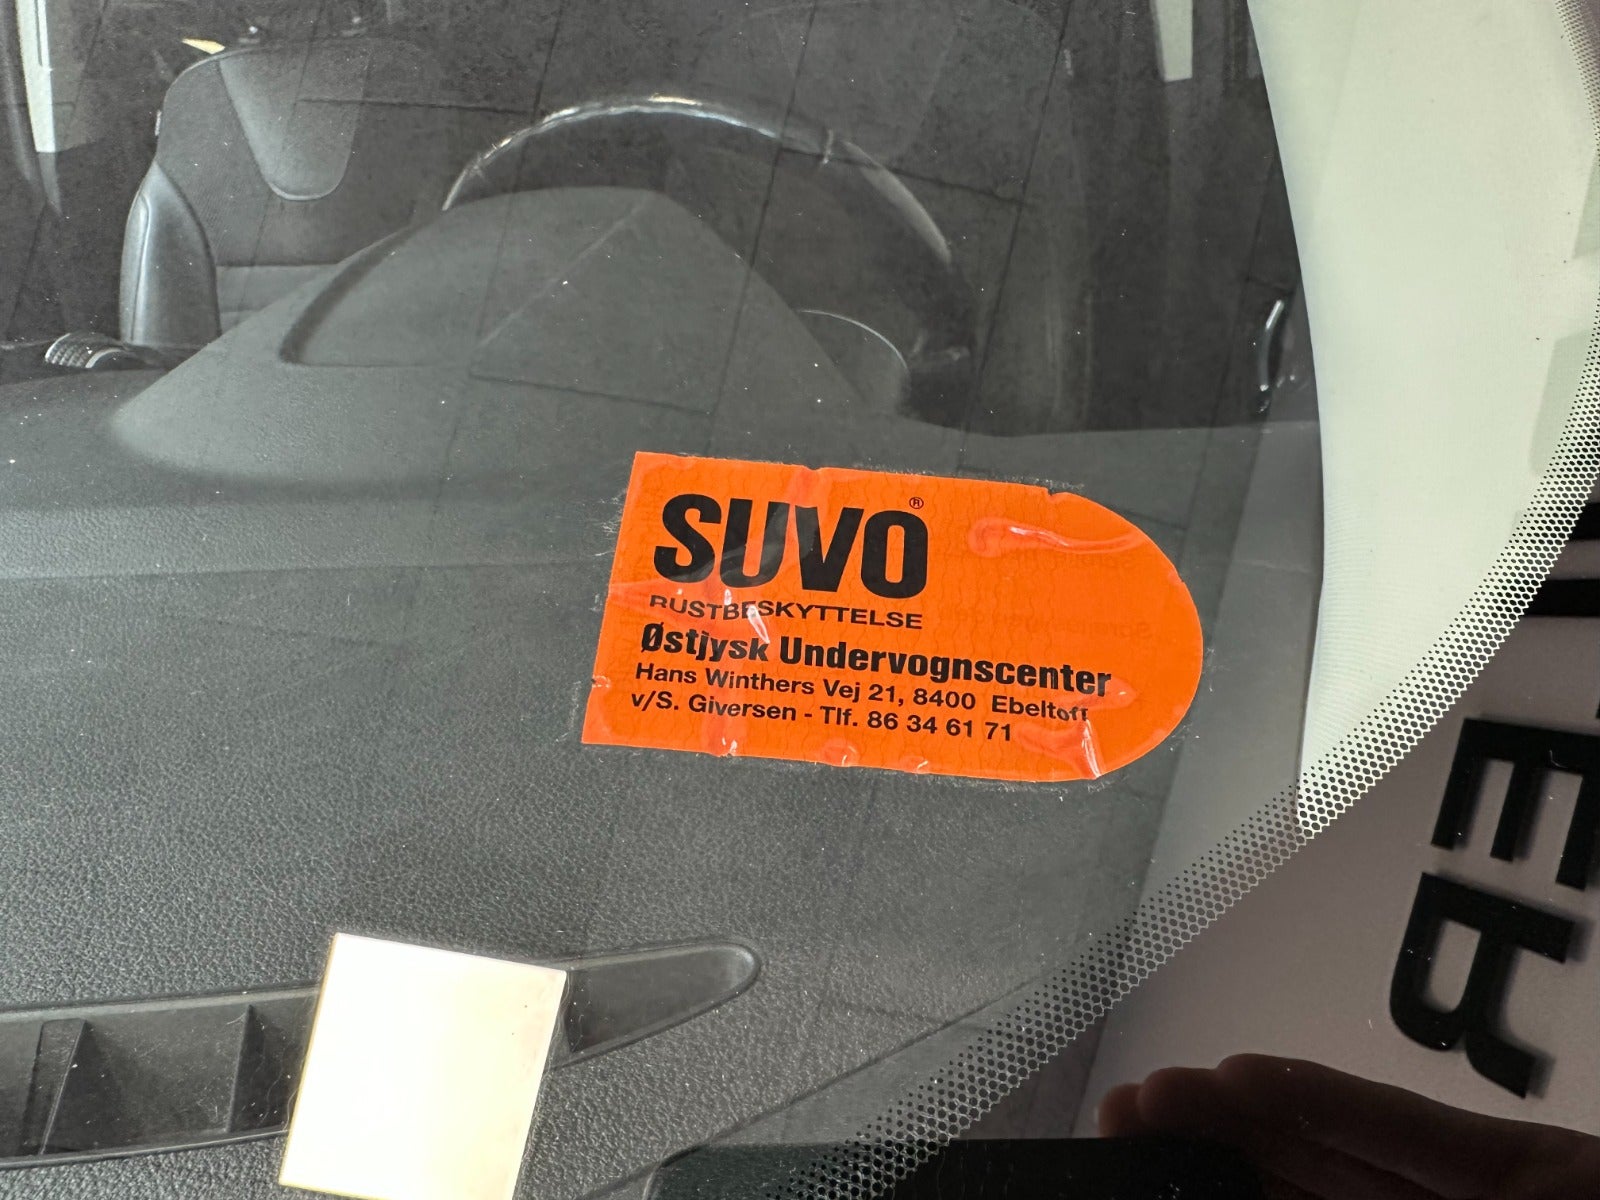 SUVO®
RUSTBESKYTTELSE
Østjysk Undervognscenter
Hans Winthers Vej 21, 8400 Ebeltoft
v/S. Giversen - Tlf. 86 34 61 71